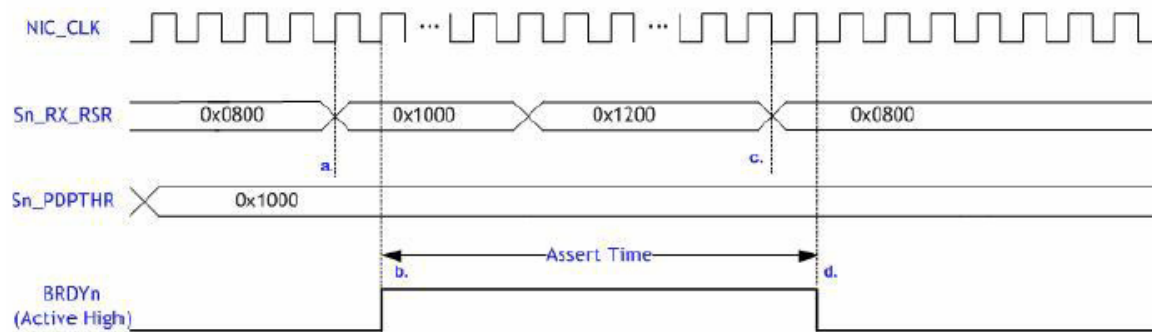 NIC_CLK
... ...
Sn_RX_RSR 0x0800 0x1000 0x1200 0x0800
a. c.
Sn_PDPTHR 0x1000
Assert Time
b. d.
BRDYn
(Active High)